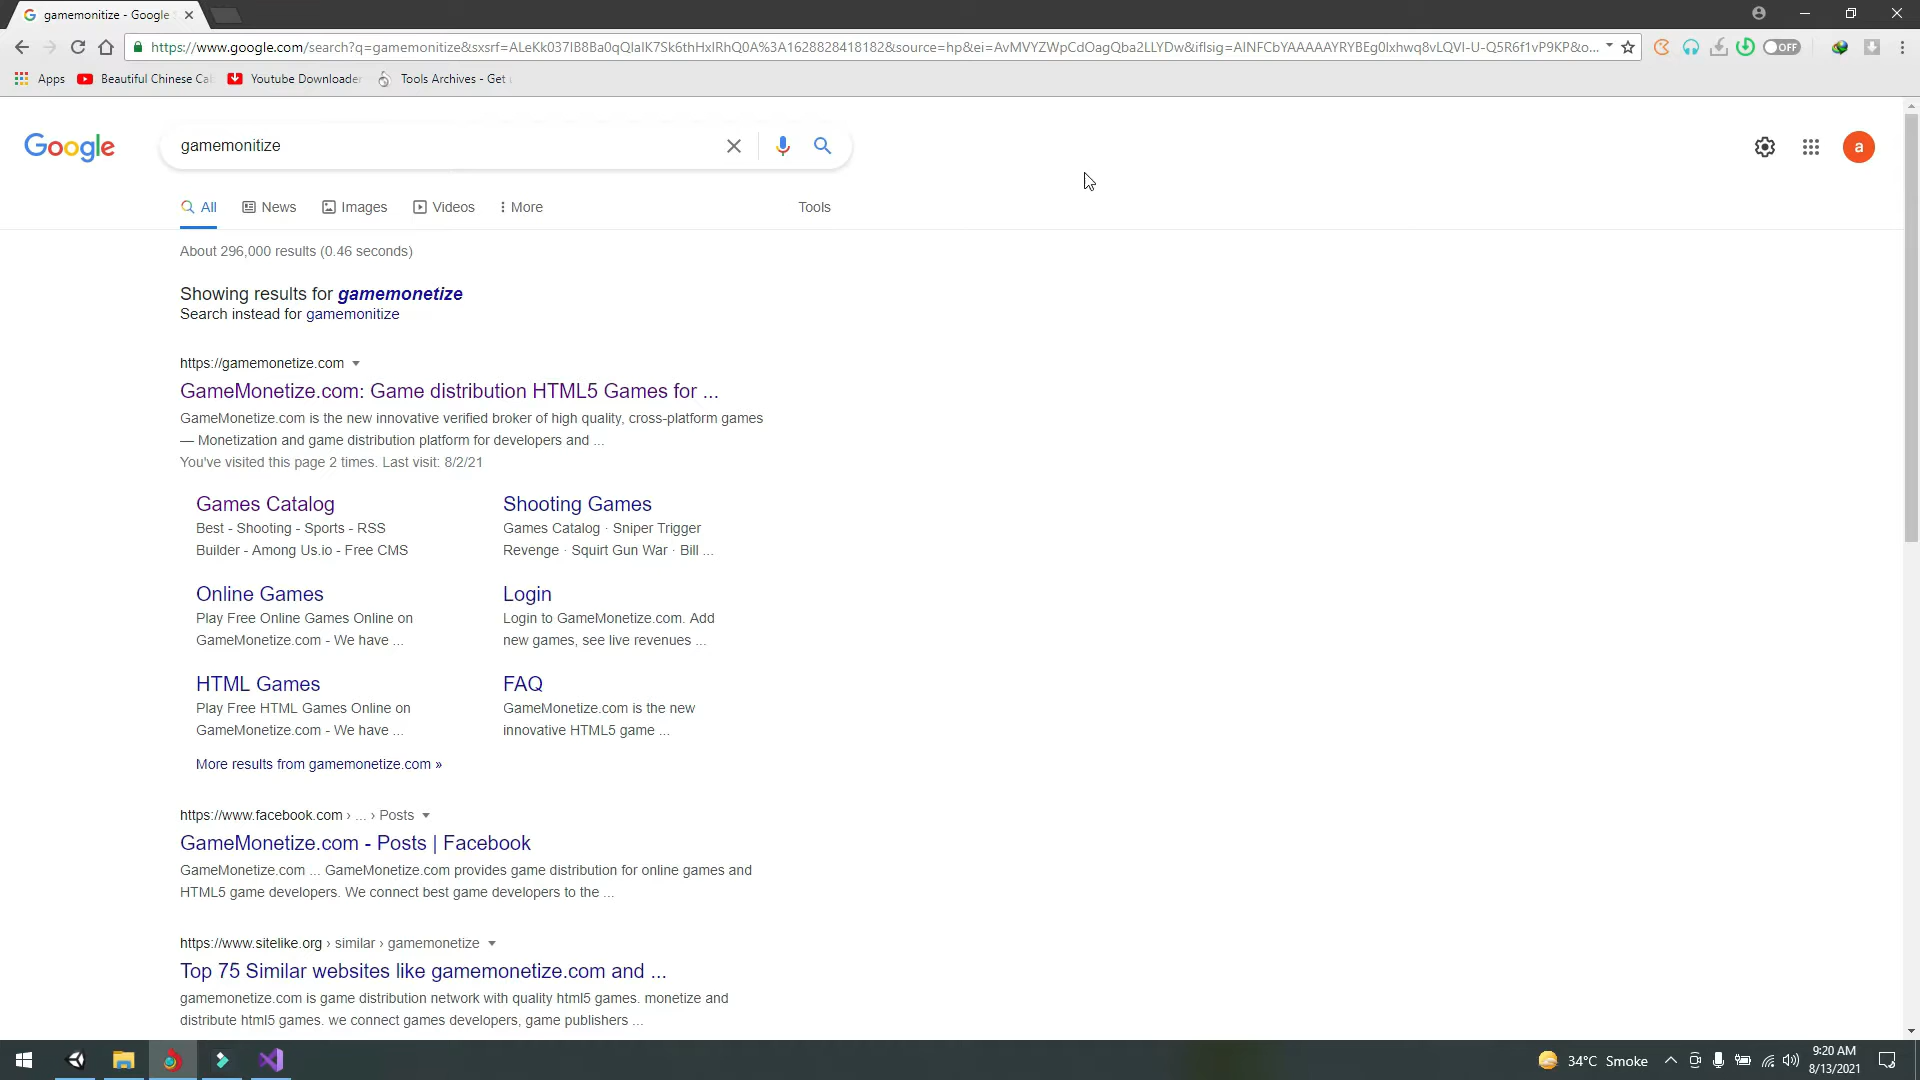 gamemonitize - Google S
https://www.google.com/search?q=gamemonitize&sxsrf=ALeKk037IB8Ba0qQIaIK7Sk6thHxIRhQ0A%3A1628828418182&source=hp&ei=AvMVYZWpCdOagQba2LLYDw&iflsig=AINFCbYAAAAAYRYBEg0lxhwq8vLQVI-U-Q5R6f1vP9KP&o...
OFF
Apps
Beautiful Chinese Cal
Youtube Downloader
Tools Archives - Get
Google
gamemonitize
a
All
News
Images
Videos
More
Tools
About 296,000 results (0.46 seconds)
Showing results for gamemonetize
Search instead for gamemonitize
https://gamemonetize.com
GameMonetize.com: Game distribution HTML5 Games for ...
GameMonetize.com is the new innovative verified broker of high quality, cross-platform games
— Monetization and game distribution platform for developers and ...
You've visited this page 2 times. Last visit: 8/2/21
Games Catalog
Best - Shooting - Sports - RSS
Builder - Among Us.io - Free CMS
Shooting Games
Games Catalog · Sniper Trigger
Revenge · Squirt Gun War · Bill ...
Online Games
Play Free Online Games Online on
GameMonetize.com - We have ...
Login
Login to GameMonetize.com. Add
new games, see live revenues ...
HTML Games
Play Free HTML Games Online on
GameMonetize.com - We have ...
FAQ
GameMonetize.com is the new
innovative HTML5 game ...
More results from gamemonetize.com »
https://www.facebook.com › ... › Posts
GameMonetize.com - Posts | Facebook
GameMonetize.com ... GameMonetize.com provides game distribution for online games and
HTML5 game developers. We connect best game developers to the ...
https://www.sitelike.org › similar › gamemonetize
Top 75 Similar websites like gamemonetize.com and ...
gamemonetize.com is game distribution network with quality html5 games. monetize and
distribute html5 games. we connect games developers, game publishers ...
34°C Smoke
9:20 AM
8/13/2021